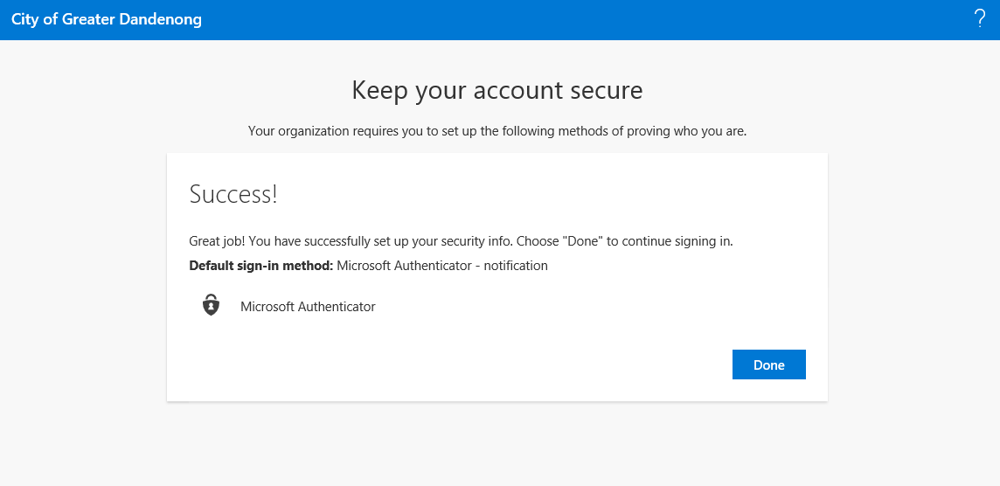 City of Greater Dandenong
?
Keep your account secure
Your organization requires you to set up the following methods of proving who you are.
Success!
Great job! You have successfully set up your security info. Choose "Done" to continue signing in.
Default sign-in method: Microsoft Authenticator - notification
Microsoft Authenticator
Done